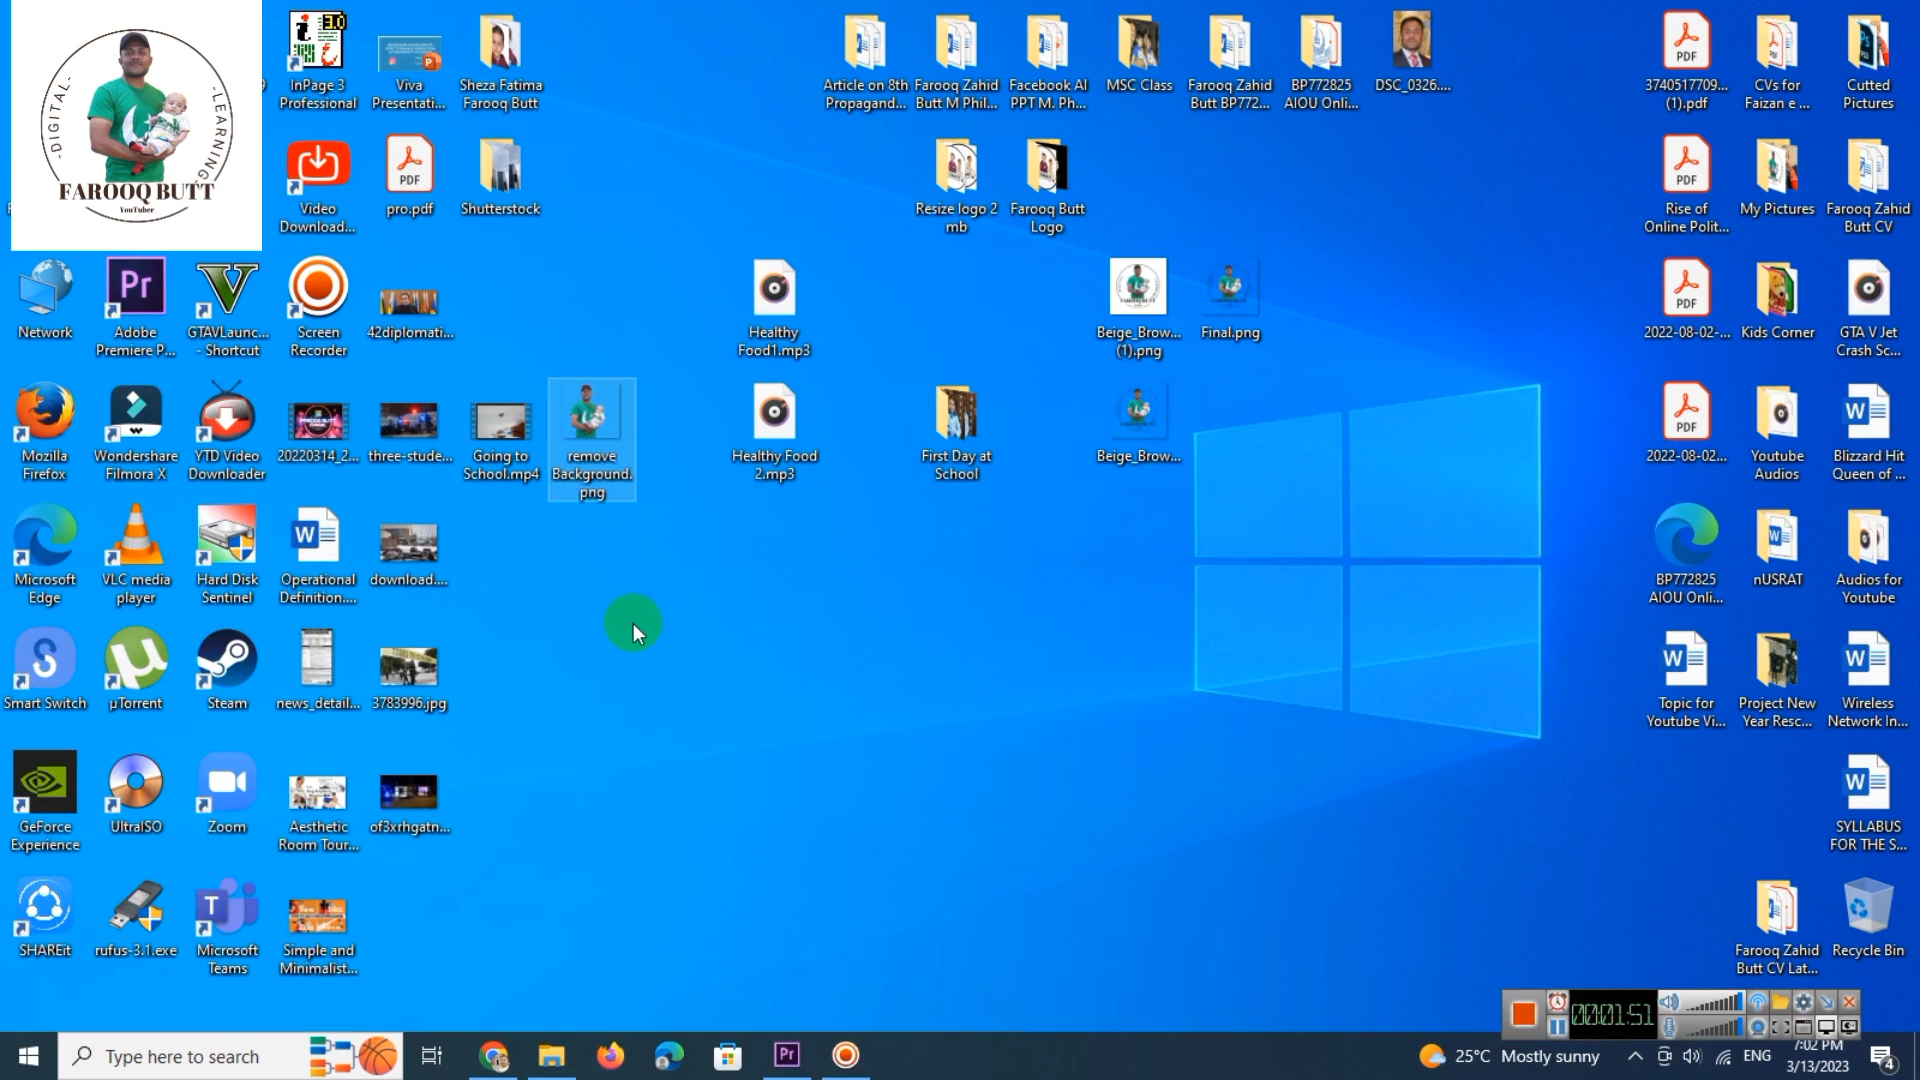 -DIGITAL-
-LEARNING-
FAROOQ BUTT
YouTuber
InPage 3
Professional
Viva
Presentati...
Sheza Fatima
Farooq Butt
Article on 8th
Propagand...
Farooq Zahid
Butt M Phil...
Facebook AI
PPT M. Ph...
MSC Class
Farooq Zahid
Butt BP772...
BP772825
AIOU Onli...
DSC_0326....
3740517709...
(1).pdf
CVs for
Faizan e ...
Cutted
Pictures
Video
Download...
PDF
pro.pdf
Shutterstock
Resize logo 2
mb
Farooq Butt
Logo
PDF
Rise of
Online Polit...
My Pictures
Farooq Zahid
Butt CV
Network
Adobe
Premiere P...
GTAVLaunc...
- Shortcut
Screen
Recorder
42diplomati...
Healthy
Food1.mp3
Beige_Brow...
(1).png
Final.png
PDF
2022-08-02-...
Kids Corner
GTA V Jet
Crash Sc...
Mozilla
Firefox
Wondershare
Filmora X
YTD Video
Downloader
20220314_2...
three-stude...
Going to
School.mp4
remove
Background.
png
Healthy Food
2.mp3
First Day at
School
Beige_Brow...
PDF
2022-08-02...
Youtube
Audios
Blizzard Hit
Queen of ...
Microsoft
Edge
VLC media
player
Hard Disk
Sentinel
Operational
Definition....
download....
BP772825
AIOU Onli...
nUSRAT
Audios for
Youtube
Smart Switch
µTorrent
Steam
news_detail...
3783996.jpg
Topic for
Youtube Vi...
Project New
Year Resc...
Wireless
Network In...
GeForce
Experience
UltraISO
Zoom
Aesthetic
Room Tour...
of3xrhgatn...
SYLLABUS
FOR THE S...
SHAREit
rufus-3.1.exe
Microsoft
Teams
Simple and
Minimalist...
Farooq Zahid
Butt CV Lat...
Recycle Bin
00:01:51
Type here to search
25°C Mostly sunny
ENG
7:02 PM
3/13/2023
4